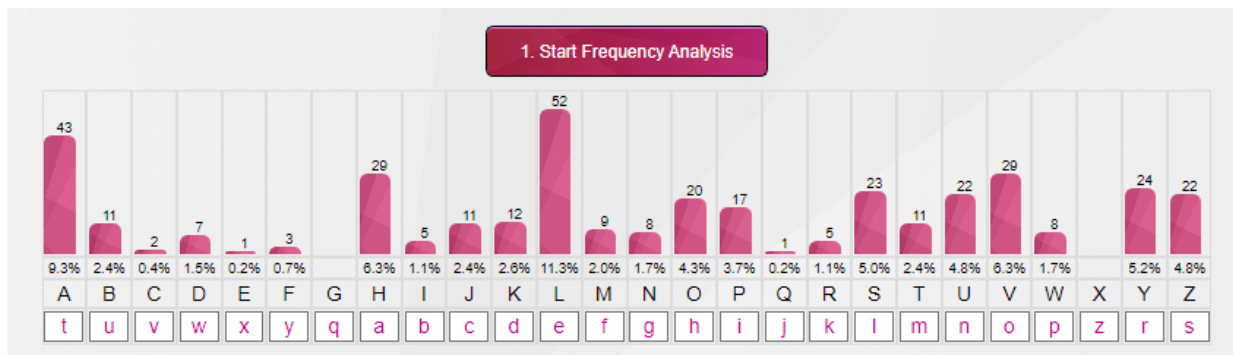 1. Start Frequency Analysis
43 11 2 7 1 3 29 5 11 12 52 9 8 20 17 1 5 23 11 22 29 8 24 22
9.3% 2.4% 0.4% 1.5% 0.2% 0.7% 6.3% 1.1% 2.4% 2.6% 11.3% 2.0% 1.7% 4.3% 3.7% 0.2% 1.1% 5.0% 2.4% 4.8% 6.3% 1.7% 5.2% 4.8%
A B C D E F G H I J K L M N O P Q R S T U V W X Y Z
t u v w x y q a b c d e f g h i j k l m n o p z r s